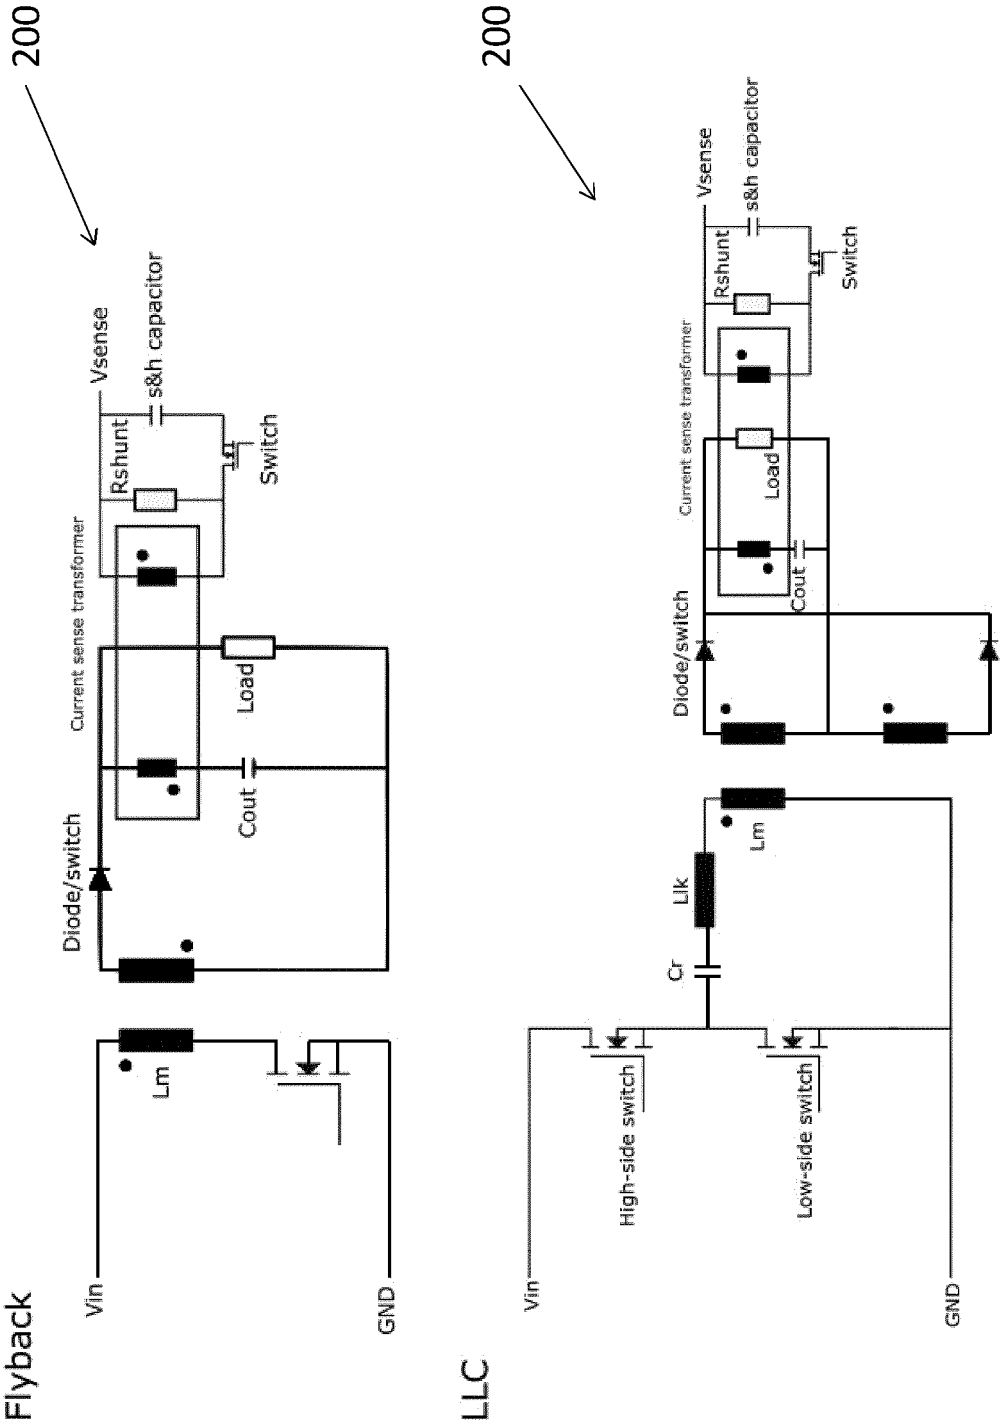 Flyback
200
Vin
GND
Lm
Diode/switch
Cout
Load
Current sense transformer
Rshunt
Vsense
s&h capacitor
Switch
LLC
200
Vin
GND
High-side switch
Low-side switch
Cr
Llk
Lm
Diode/switch
Cout
Load
Current sense transformer
Rshunt
Vsense
s&h capacitor
Switch